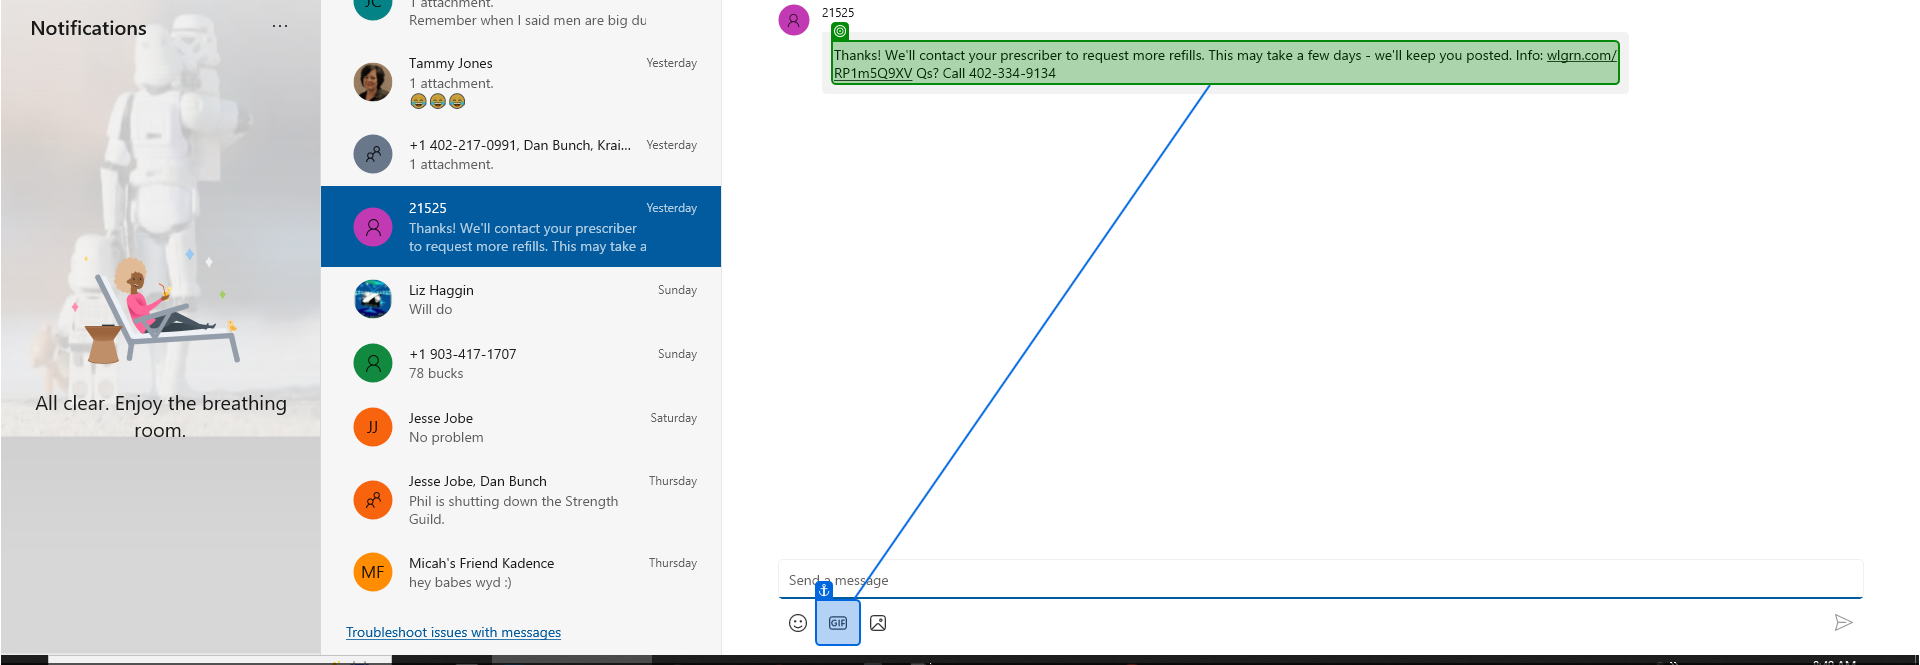 Notifications
...
All clear. Enjoy the breathing
room.
JC
1 attachment.
Remember when I said men are big du
Tammy Jones
Yesterday
1 attachment.
😂😂😂
+1 402-217-0991, Dan Bunch, Krai...
Yesterday
1 attachment.
21525
Yesterday
Thanks! We'll contact your prescriber
to request more refills. This may take a
Liz Haggin
Sunday
Will do
+1 903-417-1707
Sunday
78 bucks
JJ
Jesse Jobe
Saturday
No problem
Jesse Jobe, Dan Bunch
Thursday
Phil is shutting down the Strength
Guild.
MF
Micah's Friend Kadence
Thursday
hey babes wyd :)
Troubleshoot issues with messages
21525
Thanks! We'll contact your prescriber to request more refills. This may take a few days - we'll keep you posted. Info: wlgrn.com/
RP1m5Q9XV Qs? Call 402-334-9134
Send a message
GIF